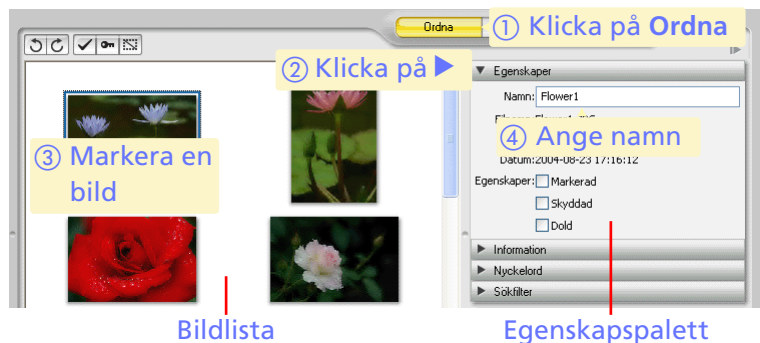 Ordna
① Klicka på Ordna
② Klicka på ▶
Egenskaper
Namn: Flower1
④ Ange namn
③ Markera en
bild
Datum:2004-08-23 17:16:12
Egenskaper: Markerad
Skyddad
Dold
Information
Nyckelord
Sökfilter
Bildlista
Egenskapspalett